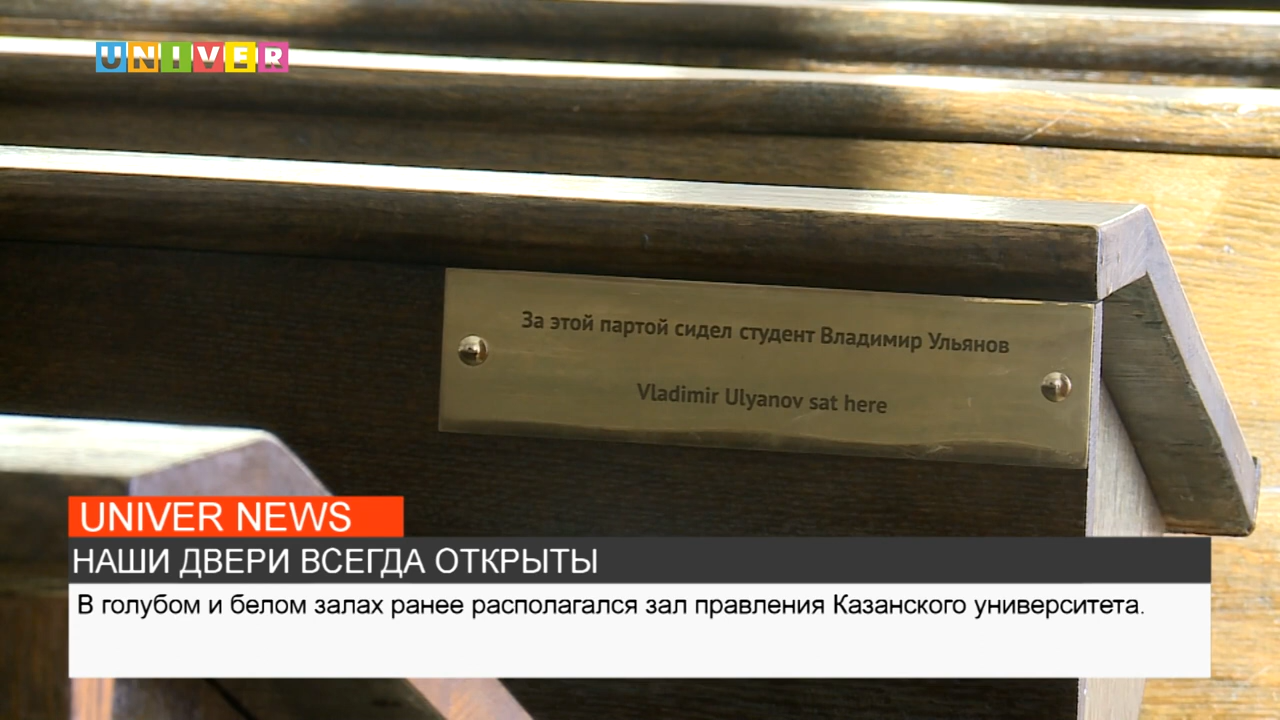 UNIVER
За этой партой сидел студент Владимир Ульянов
Vladimir Ulyanov sat here
UNIVER NEWS
НАШИ ДВЕРИ ВСЕГДА ОТКРЫТЫ
В голубом и белом залах ранее располагался зал правления Казанского университета.